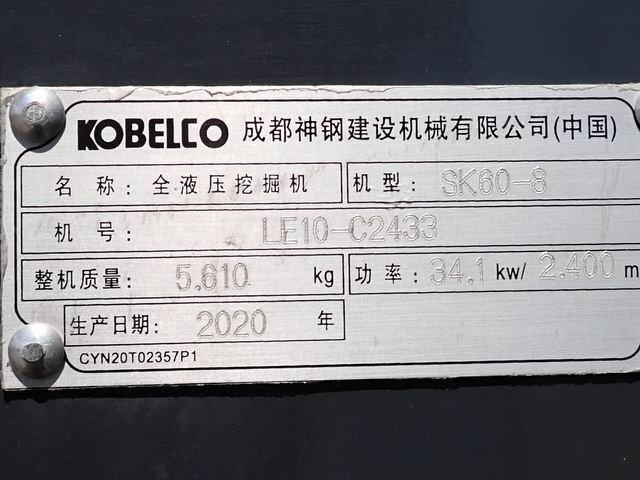 KOBELCO 成都神钢建设机械有限公司(中国)
名 称: 全液压挖掘机 机型: SK60-8
机 号: LE10-C2433
整机质量: 5,610 kg 功 率: 34.1 kw/ 2,400 m
生产日期: 2020 年
CYN20T02357P1